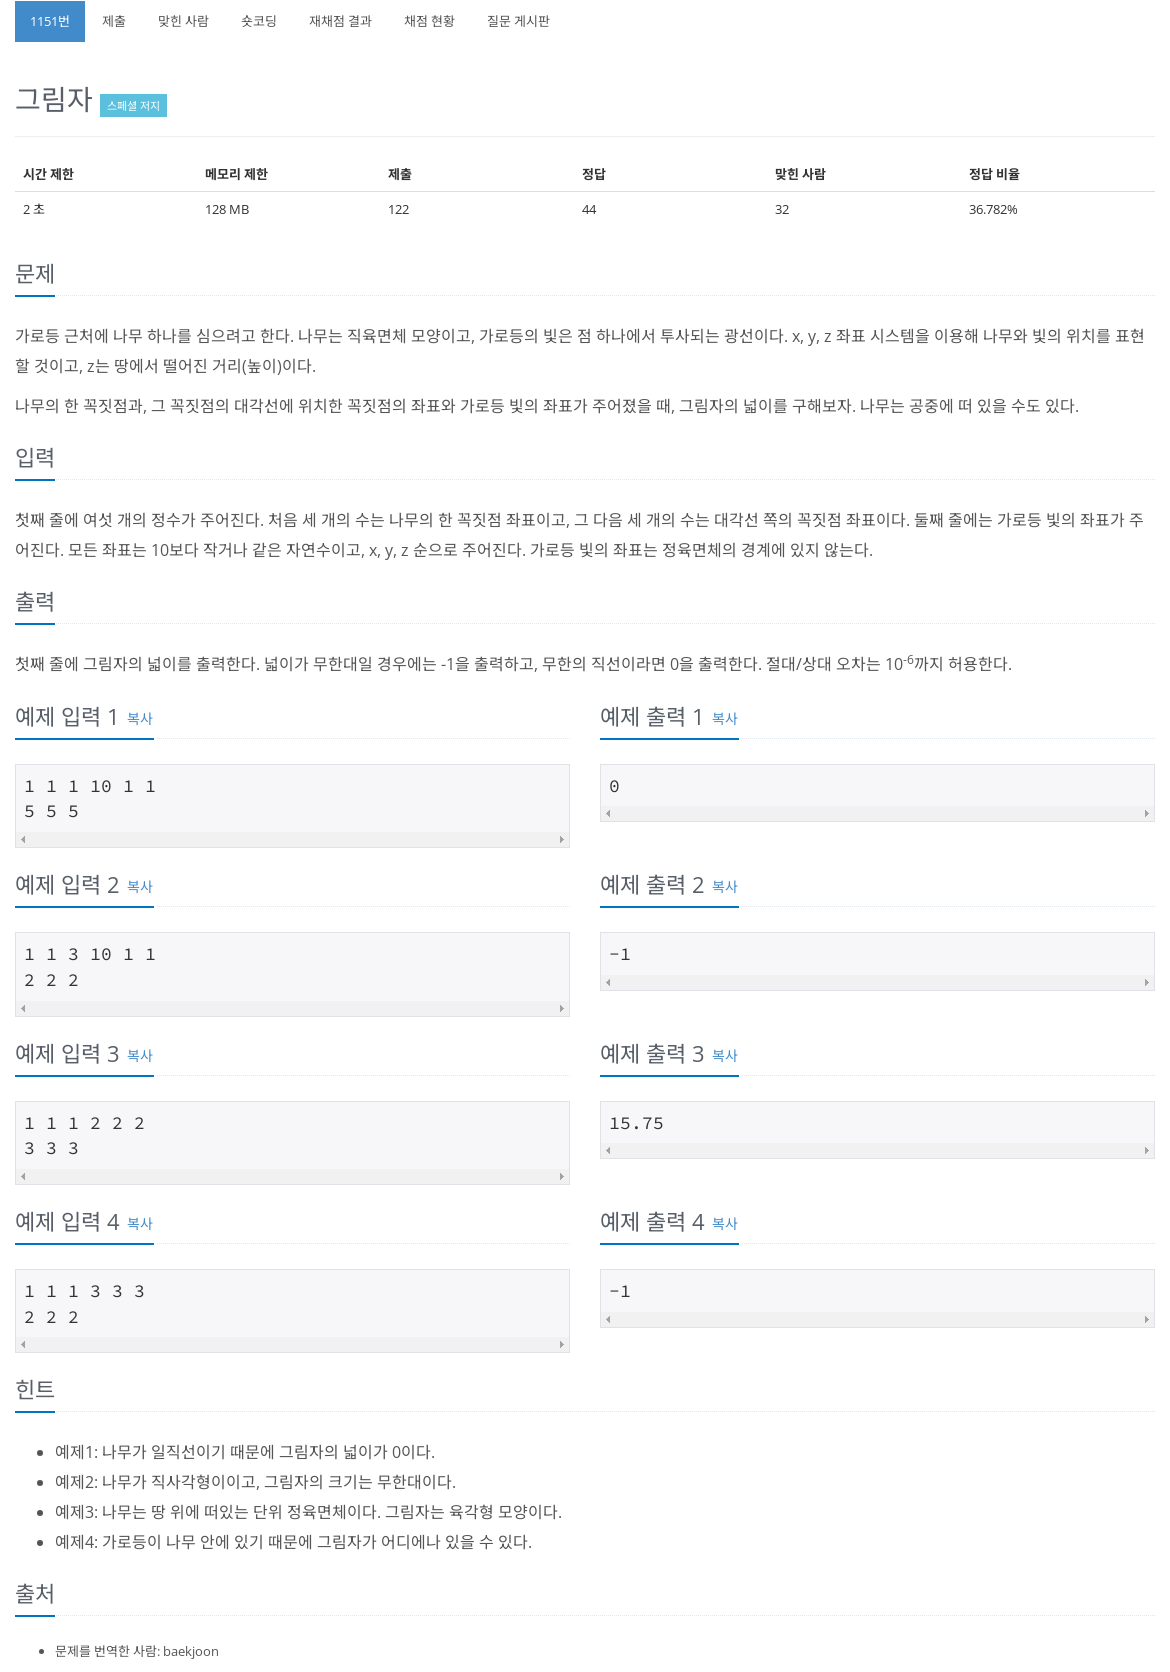 1151번 제출 맞힌 사람 숏코딩 재채점 결과 채점 현황 질문 게시판
그림자 스페셜 저지
시간 제한 메모리 제한 제출 정답 맞힌 사람 정답 비율
2 초 128 MB 122 44 32 36.782%
문제
가로등 근처에 나무 하나를 심으려고 한다. 나무는 직육면체 모양이고, 가로등의 빛은 점 하나에서 투사되는 광선이다. x, y, z 좌표 시스템을 이용해 나무와 빛의 위치를 표현
할 것이고, z는 땅에서 떨어진 거리(높이)이다.
나무의 한 꼭짓점과, 그 꼭짓점의 대각선에 위치한 꼭짓점의 좌표와 가로등 빛의 좌표가 주어졌을 때, 그림자의 넓이를 구해보자. 나무는 공중에 떠 있을 수도 있다.
입력
첫째 줄에 여섯 개의 정수가 주어진다. 처음 세 개의 수는 나무의 한 꼭짓점 좌표이고, 그 다음 세 개의 수는 대각선 쪽의 꼭짓점 좌표이다. 둘째 줄에는 가로등 빛의 좌표가 주
어진다. 모든 좌표는 10보다 작거나 같은 자연수이고, x, y, z 순으로 주어진다. 가로등 빛의 좌표는 정육면체의 경계에 있지 않는다.
출력
첫째 줄에 그림자의 넓이를 출력한다. 넓이가 무한대일 경우에는 -1을 출력하고, 무한의 직선이라면 0을 출력한다. 절대/상대 오차는 10-6까지 허용한다.
예제 입력 1 복사
1 1 1 10 1 1
5 5 5
예제 출력 1 복사
0
예제 입력 2 복사
1 1 3 10 1 1
2 2 2
예제 출력 2 복사
-1
예제 입력 3 복사
1 1 1 2 2 2
3 3 3
예제 출력 3 복사
15.75
예제 입력 4 복사
1 1 1 3 3 3
2 2 2
예제 출력 4 복사
-1
힌트
예제1: 나무가 일직선이기 때문에 그림자의 넓이가 0이다.
예제2: 나무가 직사각형이이고, 그림자의 크기는 무한대이다.
예제3: 나무는 땅 위에 떠있는 단위 정육면체이다. 그림자는 육각형 모양이다.
예제4: 가로등이 나무 안에 있기 때문에 그림자가 어디에나 있을 수 있다.
출처
문제를 번역한 사람: baekjoon